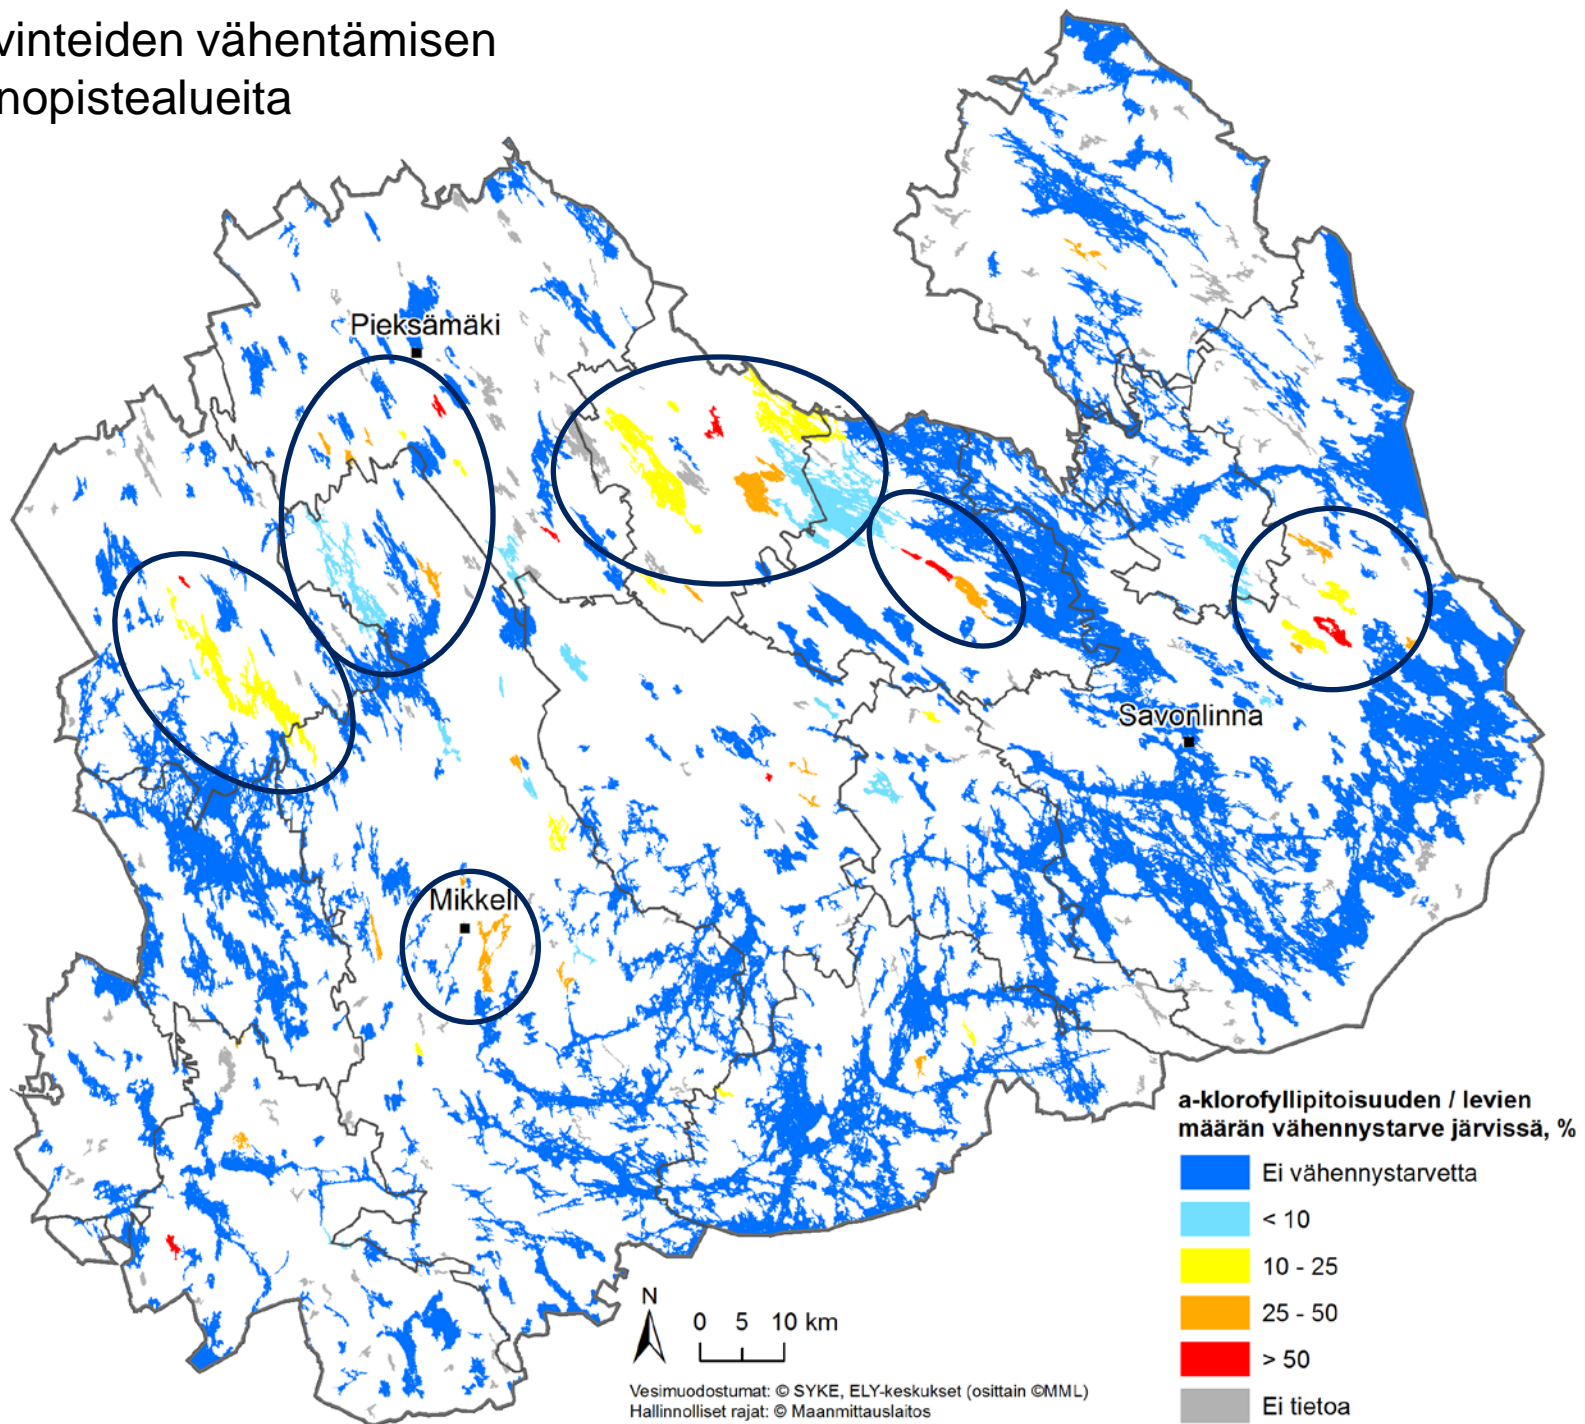 vinteiden vähentämisen
nopistealueita
Pieksämäki
Savonlinna
Mikkeli
a-klorofyllipitoisuuden / levien
määrän vähennystarve järvissä, %
Ei vähennystarvetta
< 10
10 - 25
25 - 50
> 50
Ei tietoa
N
0 5 10 km
Vesimuodostumat: © SYKE, ELY-keskukset (osittain ©MML)
Hallinnolliset rajat: © Maanmittauslaitos